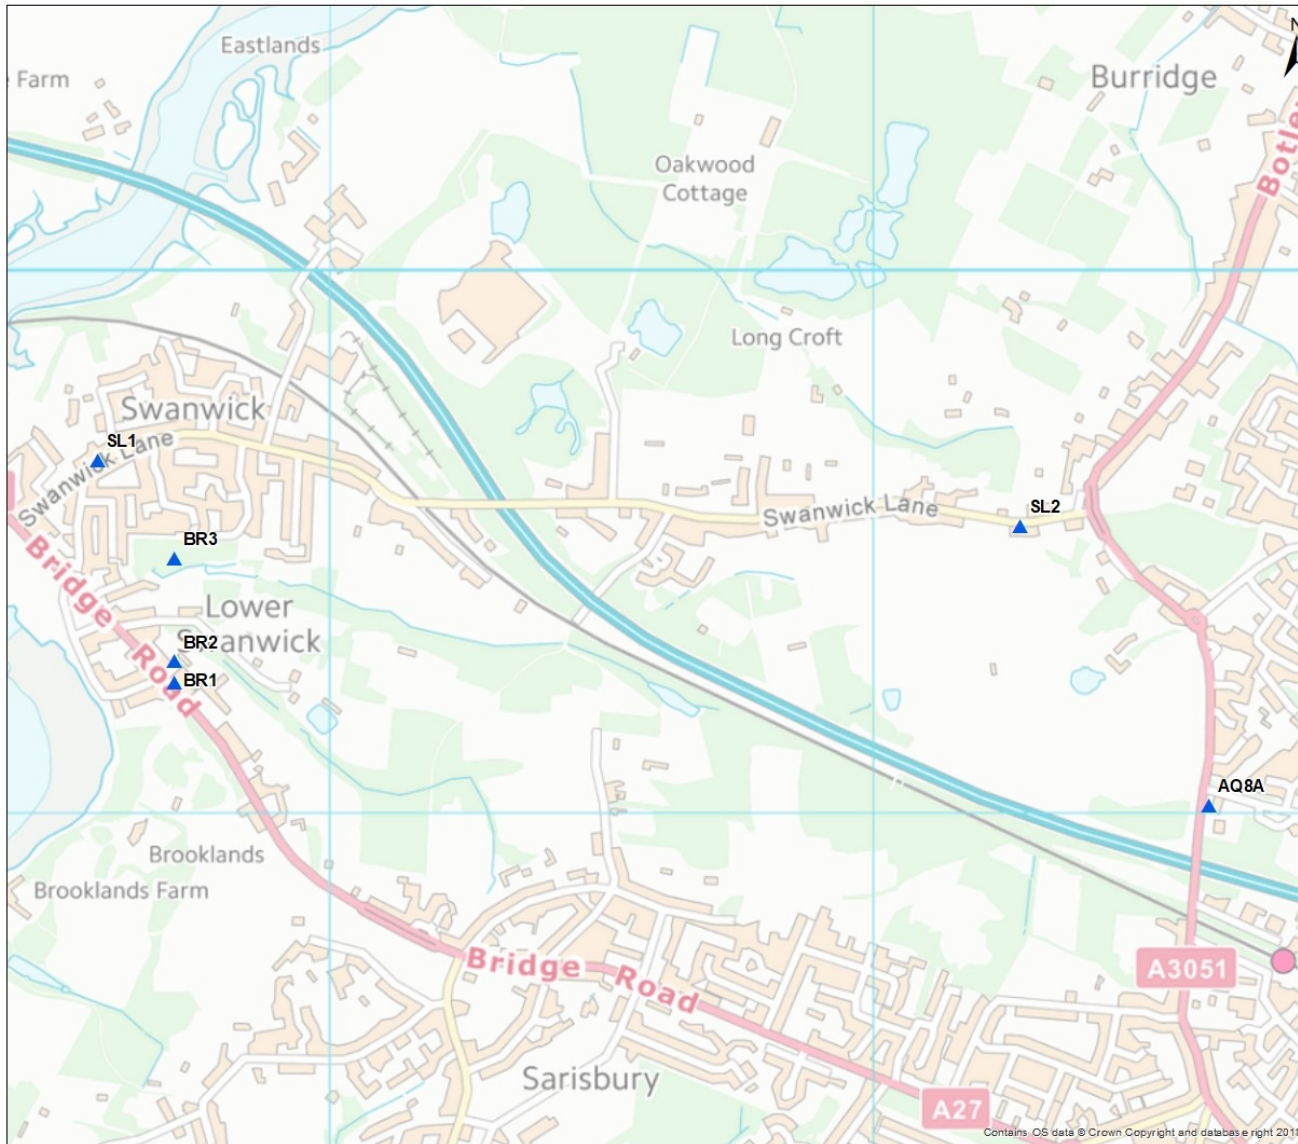 Eastlands
N
Farm
Burridge
Oakwood
Cottage
Long Croft
Swanwick
SL1
Swanwick Lane
Swanwick Lane
SL2
BR3
Bridge Road
Lower
Swanwick
BR2
BR1
AQ8A
Brooklands
Brooklands Farm
Bridge Road
A3051
Sarisbury
A27
Contains OS data © Crown Copyright and database right